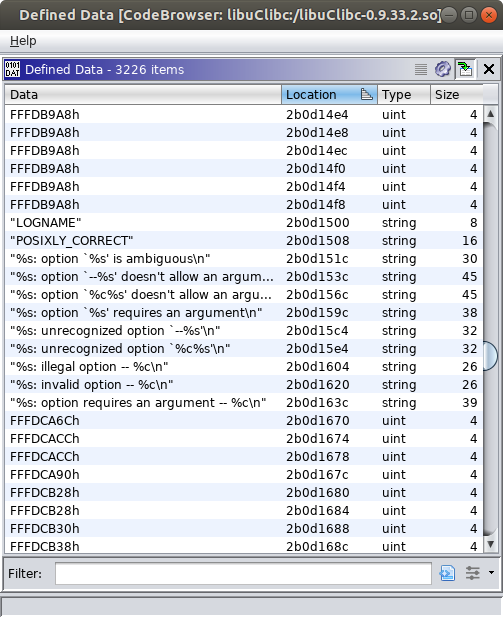 Defined Data [CodeBrowser: libuClibc:/libuClibc-0.9.33.2.so]
Help
0101 DAT Defined Data - 3226 items
Data Location Type Size
FFFDB9A8h 2b0d14e4 uint 4
FFFDB9A8h 2b0d14e8 uint 4
FFFDB9A8h 2b0d14ec uint 4
FFFDB9A8h 2b0d14f0 uint 4
FFFDB9A8h 2b0d14f4 uint 4
FFFDB9A8h 2b0d14f8 uint 4
"LOGNAME" 2b0d1500 string 8
"POSIXLY_CORRECT" 2b0d1508 string 16
"%s: option `%s' is ambiguous\n" 2b0d151c string 30
"%s: option `--%s' doesn't allow an argum... 2b0d153c string 45
"%s: option `%c%s' doesn't allow an argu... 2b0d156c string 45
"%s: option `%s' requires an argument\n" 2b0d159c string 38
"%s: unrecognized option `--%s'\n" 2b0d15c4 string 32
"%s: unrecognized option `%c%s'\n" 2b0d15e4 string 32
"%s: illegal option -- %c\n" 2b0d1604 string 26
"%s: invalid option -- %c\n" 2b0d1620 string 26
"%s: option requires an argument -- %c\n" 2b0d163c string 39
FFFDCA6Ch 2b0d1670 uint 4
FFFDCACCh 2b0d1674 uint 4
FFFDCACCh 2b0d1678 uint 4
FFFDCA90h 2b0d167c uint 4
FFFDCB28h 2b0d1680 uint 4
FFFDCB28h 2b0d1684 uint 4
FFFDCB30h 2b0d1688 uint 4
FFFDCB38h 2b0d168c uint 4
Filter: